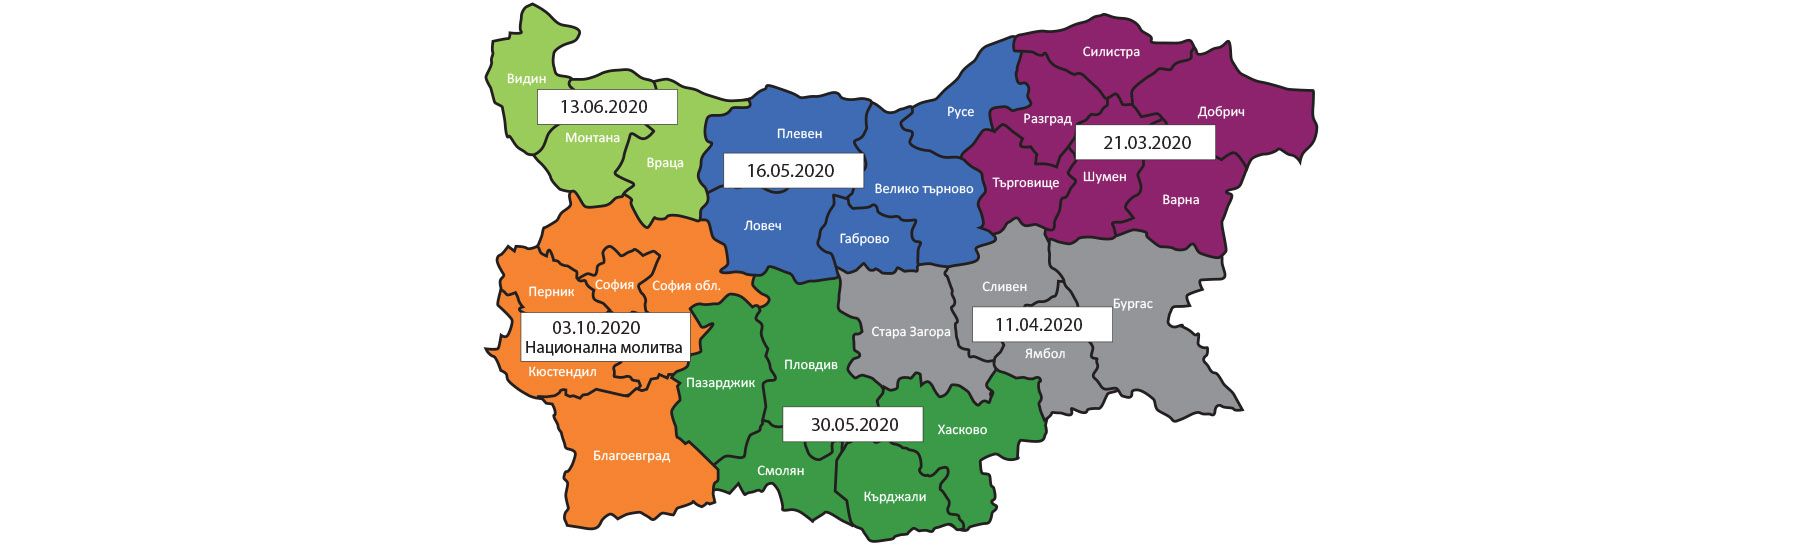 Силистра
Видин
13.06.2020
Добрич
Русе
Разград
Плевен
Монтана
21.03.2020
Враца
16.05.2020
Шумен
Търговище
Велико търново
Варна
Ловеч
Габрово
София
София обл.
Сливен
Перник
Бургас
03.10.2020
Национална молитва
11.04.2020
Стара Загора
Ямбол
Пловдив
Кюстендил
Пазарджик
30.05.2020
Хасково
Благоевград
Смолян
Кърджали